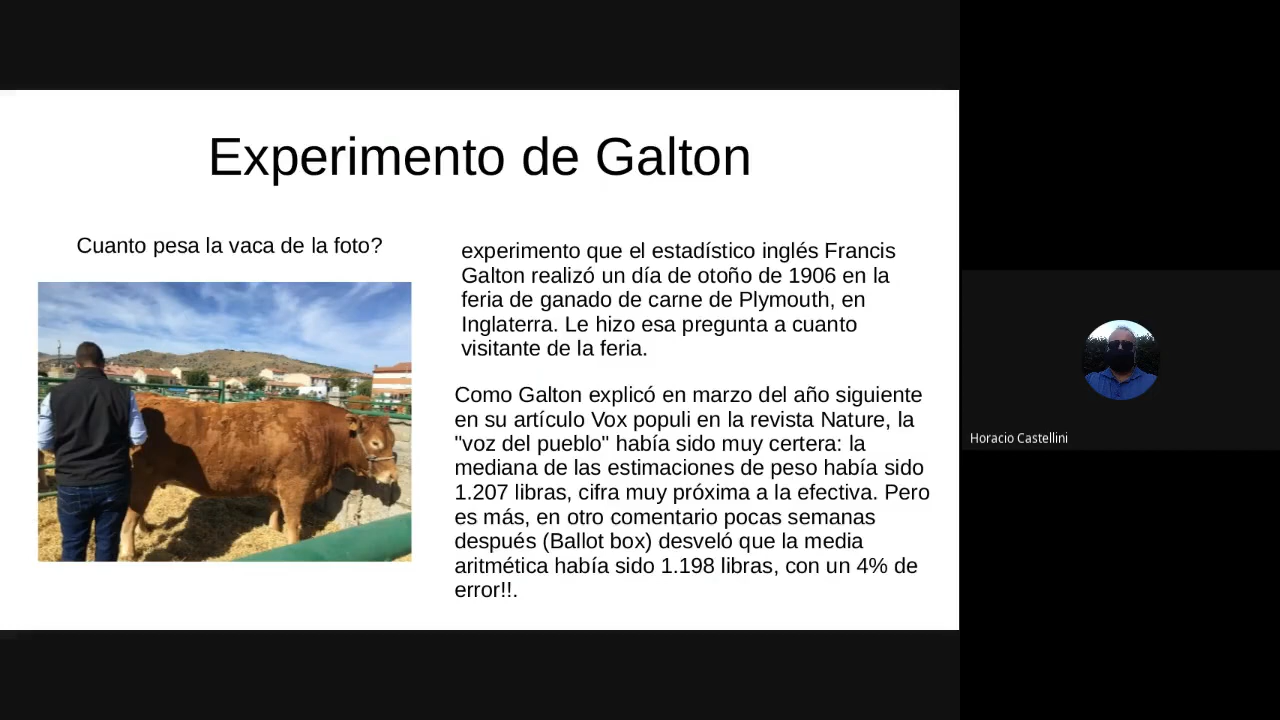 Experimento de Galton
Cuanto pesa la vaca de la foto?
experimento que el estadístico inglés Francis
Galton realizó un día de otoño de 1906 en la
feria de ganado de carne de Plymouth, en
Inglaterra. Le hizo esa pregunta a cuanto
visitante de la feria.
Como Galton explicó en marzo del año siguiente
en su artículo Vox populi en la revista Nature, la
"voz del pueblo" había sido muy certera: la
mediana de las estimaciones de peso había sido
1.207 libras, cifra muy próxima a la efectiva. Pero
es más, en otro comentario pocas semanas
después (Ballot box) desveló que la media
aritmética había sido 1.198 libras, con un 4% de
error!!.
Horacio Castellini